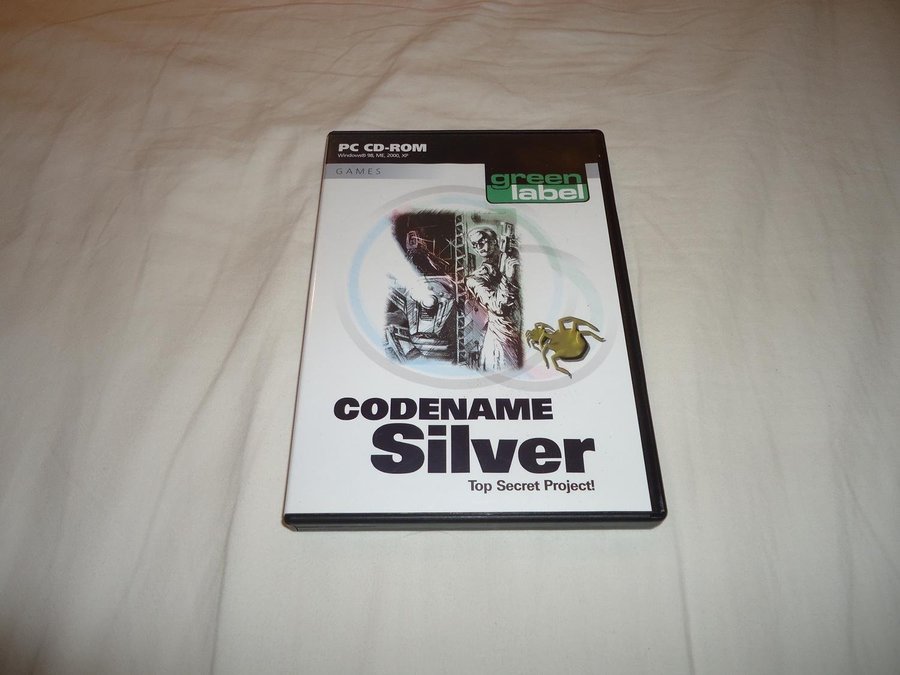 PC CD-ROM
Windows® 98, ME, 2000, XP
GAMES
green
label
CODENAME
Silver
Top Secret Project!